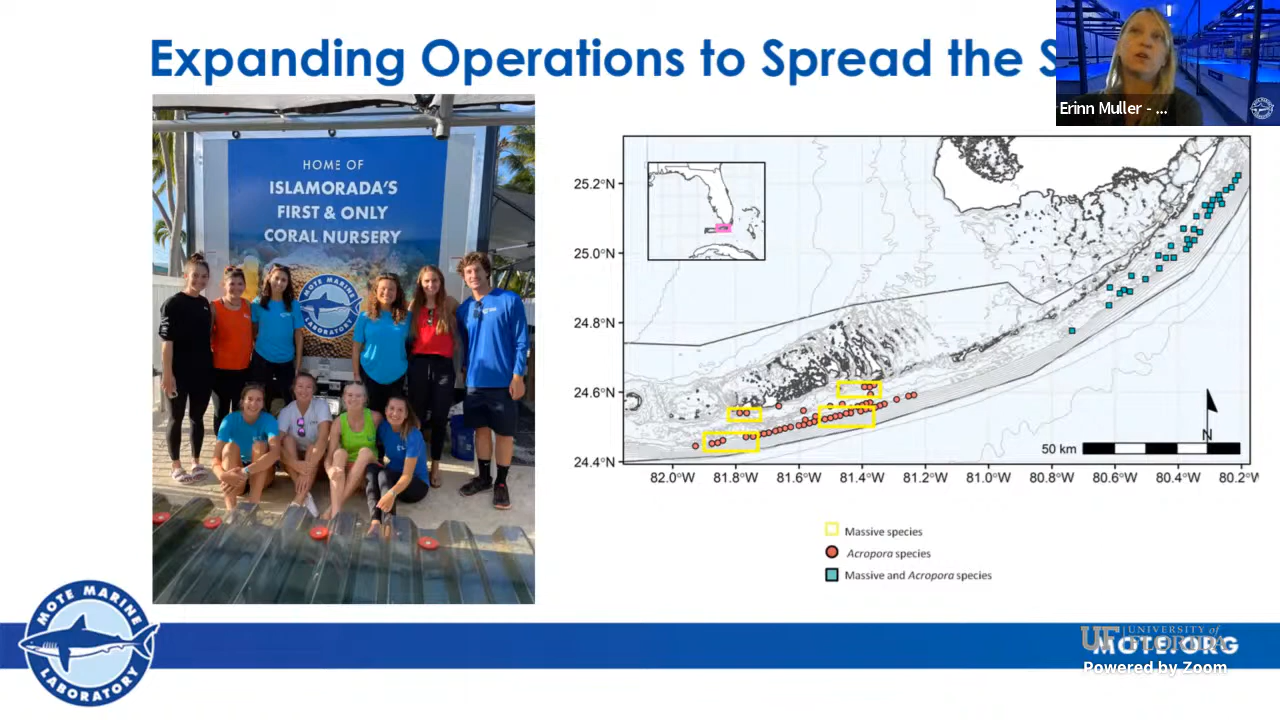 Expanding Operations to Spread the S
Erinn Muller - ...
HOME OF
ISLAMORADA'S
FIRST & ONLY
CORAL NURSERY
MOTE MARINE
LABORATORY
25.2°N
25.0°N
24.8°N
24.6°N
24.4°N
82.0°W
81.8°W
81.6°W
81.4°W
81.2°W
81.0°W
80.8°W
80.6°W
80.4°W
80.2°W
50 km
N
Massive species
Acropora species
Massive and Acropora species
MOTE MARINE
LABORATORY
UF UNIVERSITY of
FLORIDA
MOTE.ORG
Powered by Zoom